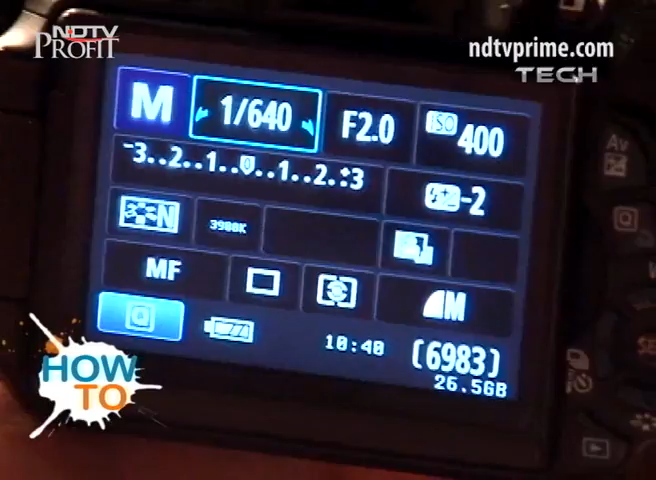 NDTV
PROFIT
ndtvprime.com
TECH
M 1/640 F2.0 ISO 400
-3..2..1..0..1..2.:+3
-2
N 3900K
MF
M
Q
10:40 [6983]
26.5GB
HOW
TO
Av
Q